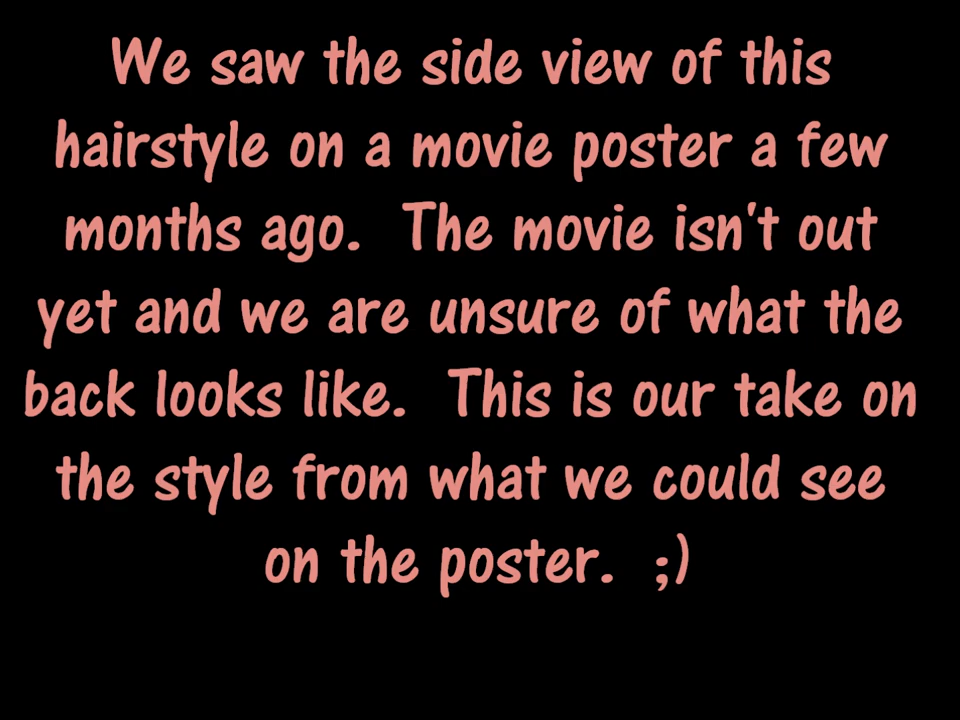 We saw the side view of this
hairstyle on a movie poster a few
months ago.  The movie isn't out
yet and we are unsure of what the
back looks like.  This is our take on
the style from what we could see
on the poster.  ;)